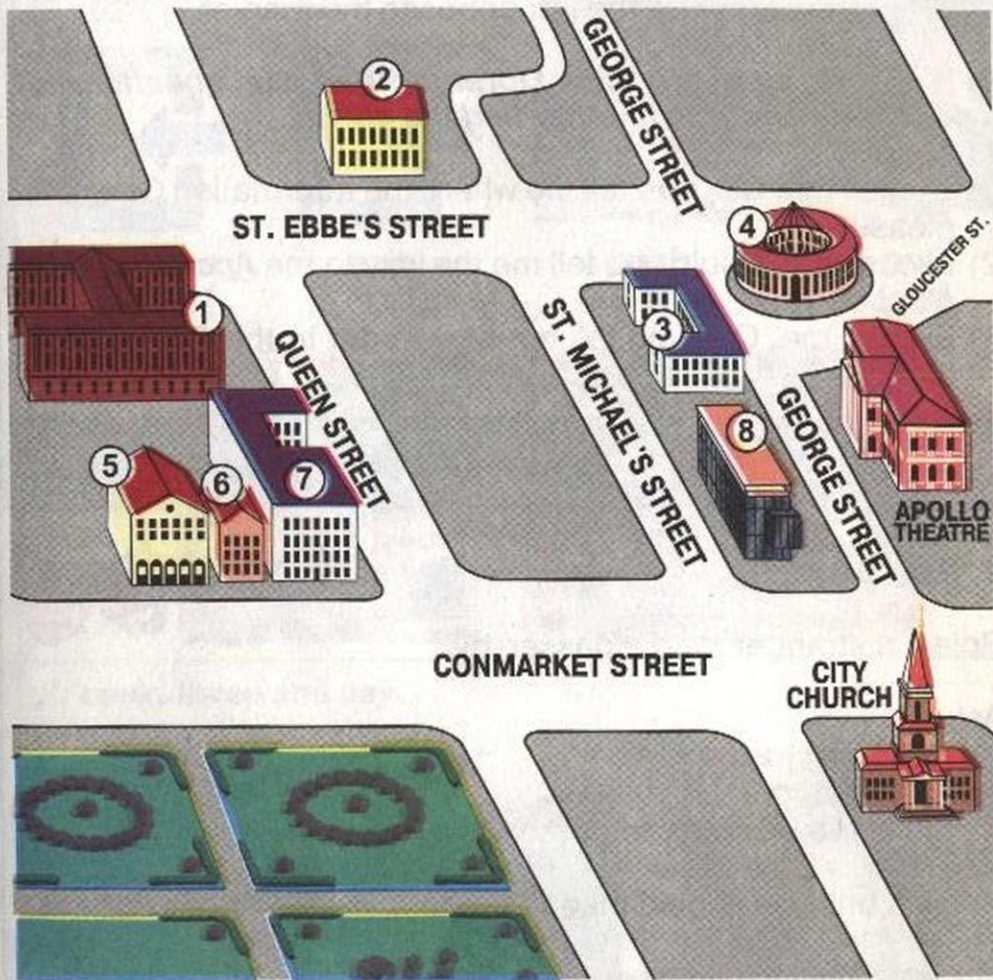 GEORGE STREET
2
ST. EBBE'S STREET
4
GLOUCESTER ST.
1
3
QUEEN STREET
ST. MICHAEL'S STREET
GEORGE STREET
8
5
6
7
APOLLO
THEATRE
CONMARKET STREET
CITY
CHURCH